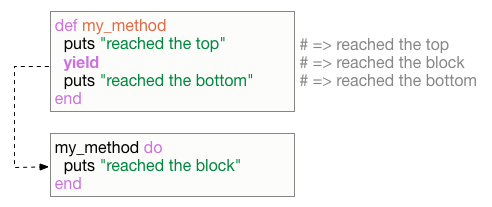 def my_method
puts "reached the top" # => reached the top
yield # => reached the block
puts "reached the bottom" # => reached the bottom
end
my_method do
puts "reached the block"
end